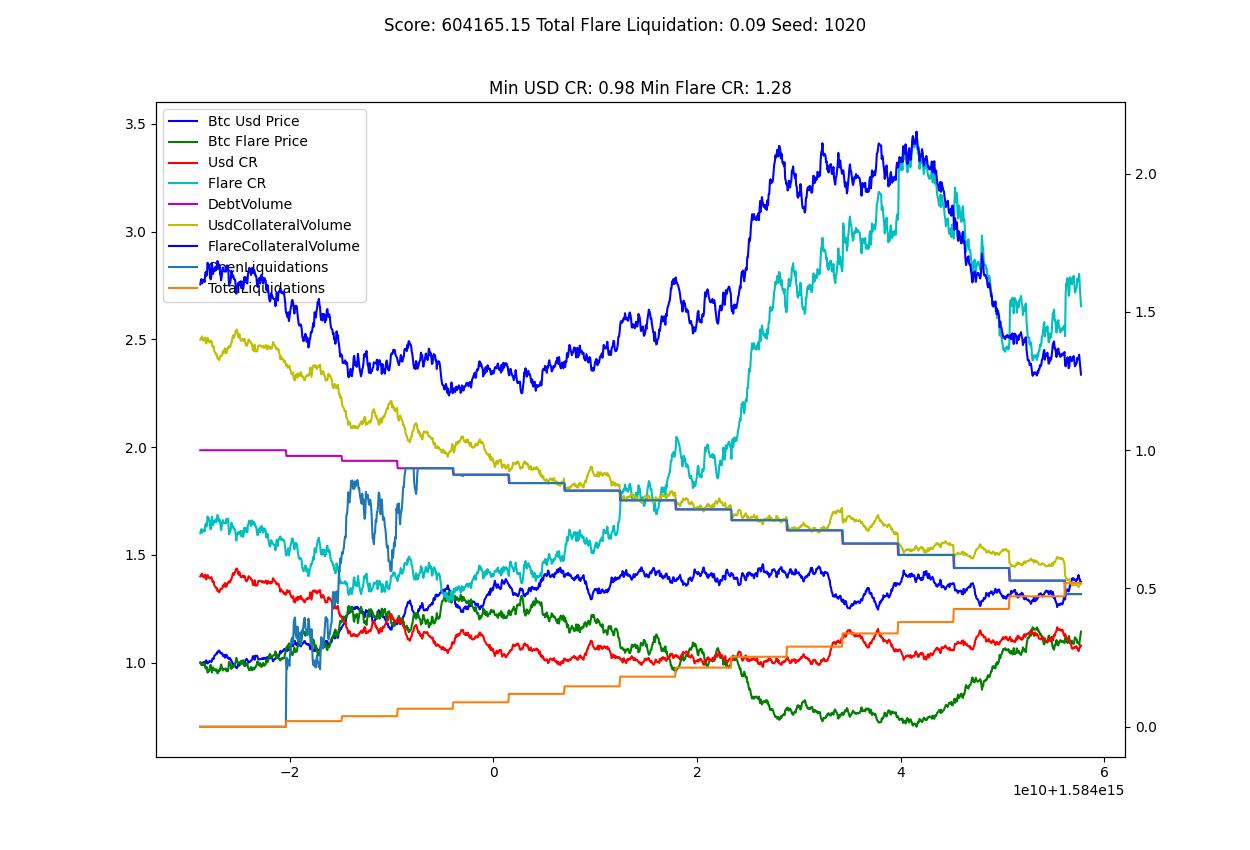 Score: 604165.15 Total Flare Liquidation: 0.09 Seed: 1020
Min USD CR: 0.98 Min Flare CR: 1.28
Btc Usd Price
Btc Flare Price
Usd CR
Flare CR
DebtVolume
UsdCollateralVolume
FlareCollateralVolume
OpenLiquidations
TotalLiquidations
3.5
3.0
2.5
2.0
1.5
1.0
2.0
1.5
1.0
0.5
0.0
−2
0
2
4
6
1e10+1.584e15